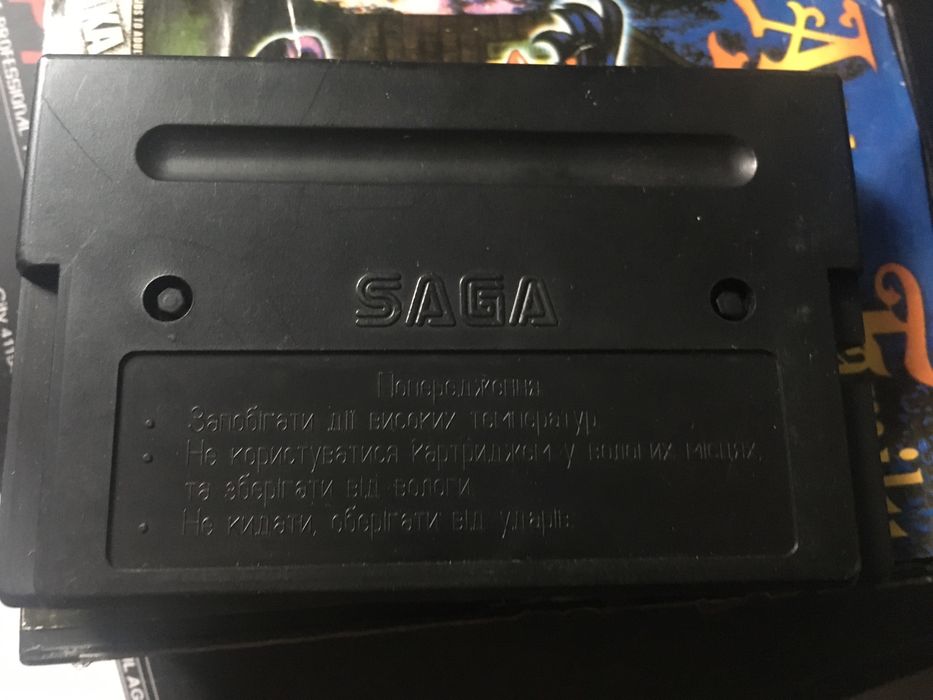 PROFESSIONAL
SAGA
Попередження
Запобігати дії високих температур
Не користуватися картриджем у вологих місцях,
та зберігати від вологи.
Не кидати, оберігати від ударів.